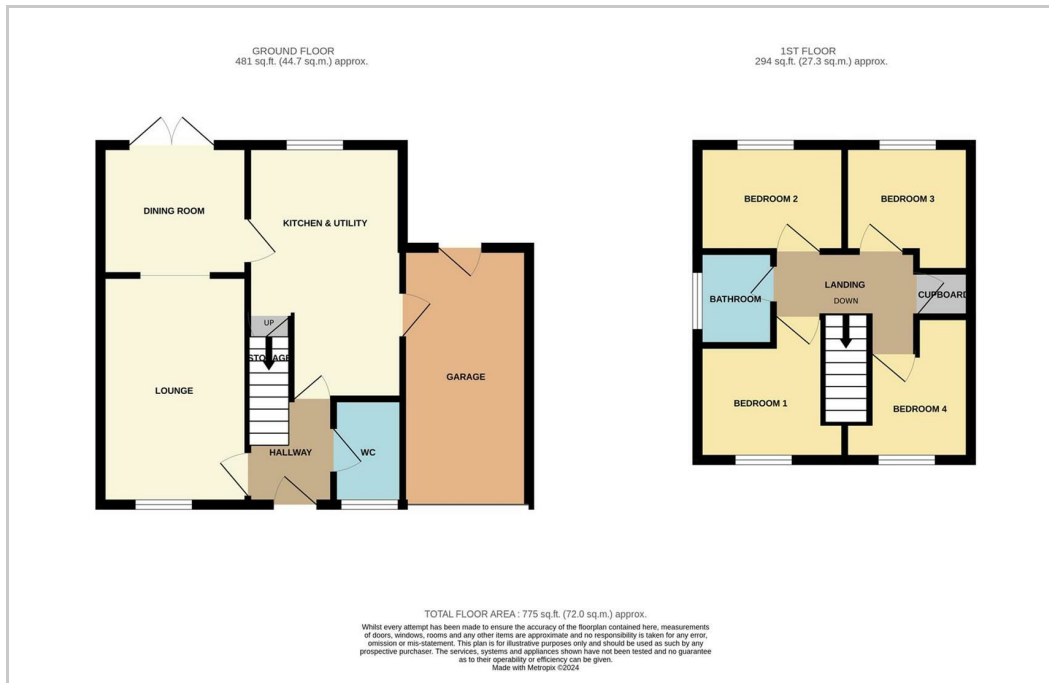 GROUND FLOOR
481 sq.ft. (44.7 sq.m.) approx.
1ST FLOOR
294 sq.ft. (27.3 sq.m.) approx.
DINING ROOM
KITCHEN & UTILITY
UP
STORAGE
LOUNGE
GARAGE
HALLWAY
WC
BEDROOM 2
BEDROOM 3
BATHROOM
LANDING
DOWN
CUPBOARD
BEDROOM 1
BEDROOM 4
TOTAL FLOOR AREA : 775 sq.ft. (72.0 sq.m.) approx.
Whilst every attempt has been made to ensure the accuracy of the floorplan contained here, measurements
of doors, windows, rooms and any other items are approximate and no responsibility is taken for any error,
omission or mis-statement. This plan is for illustrative purposes only and should be used as such by any
prospective purchaser. The services, systems and appliances shown have not been tested and no guarantee
as to their operability or efficiency can be given.
Made with Metropix ©2024